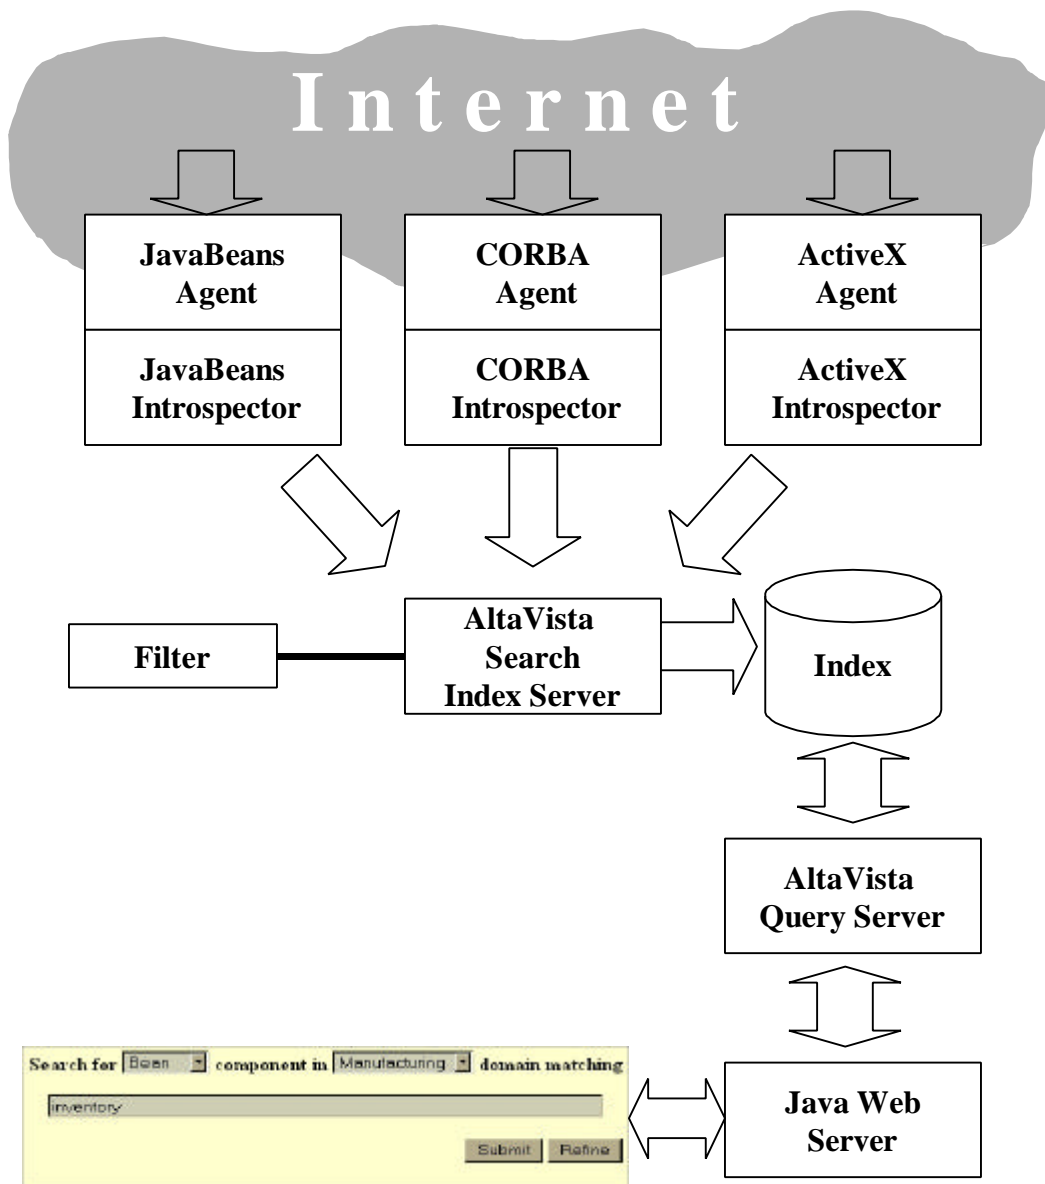 Internet
JavaBeans
Agent
CORBA
Agent
ActiveX
Agent
JavaBeans
Introspector
CORBA
Introspector
ActiveX
Introspector
Filter
AltaVista
Search
Index Server
Index
AltaVista
Query Server
Search for Bean component in Manufacturing domain matching
inventory
Submit Refine
Java Web
Server